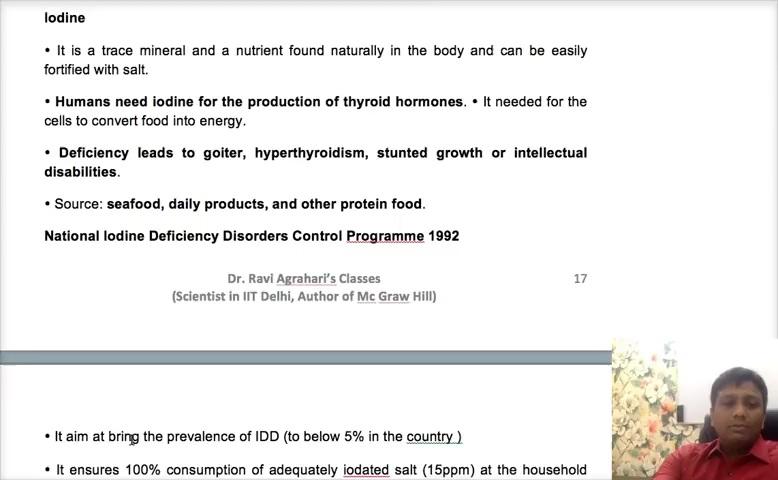 Iodine
• It is a trace mineral and a nutrient found naturally in the body and can be easily
fortified with salt.
• Humans need iodine for the production of thyroid hormones. • It needed for the
cells to convert food into energy.
• Deficiency leads to goiter, hyperthyroidism, stunted growth or intellectual
disabilities.
• Source: seafood, daily products, and other protein food.
National Iodine Deficiency Disorders Control Programme 1992
Dr. Ravi Agrahari's Classes 17
(Scientist in IIT Delhi, Author of Mc Graw Hill)
• It aim at bring the prevalence of IDD (to below 5% in the country )
• It ensures 100% consumption of adequately iodated salt (15ppm) at the household